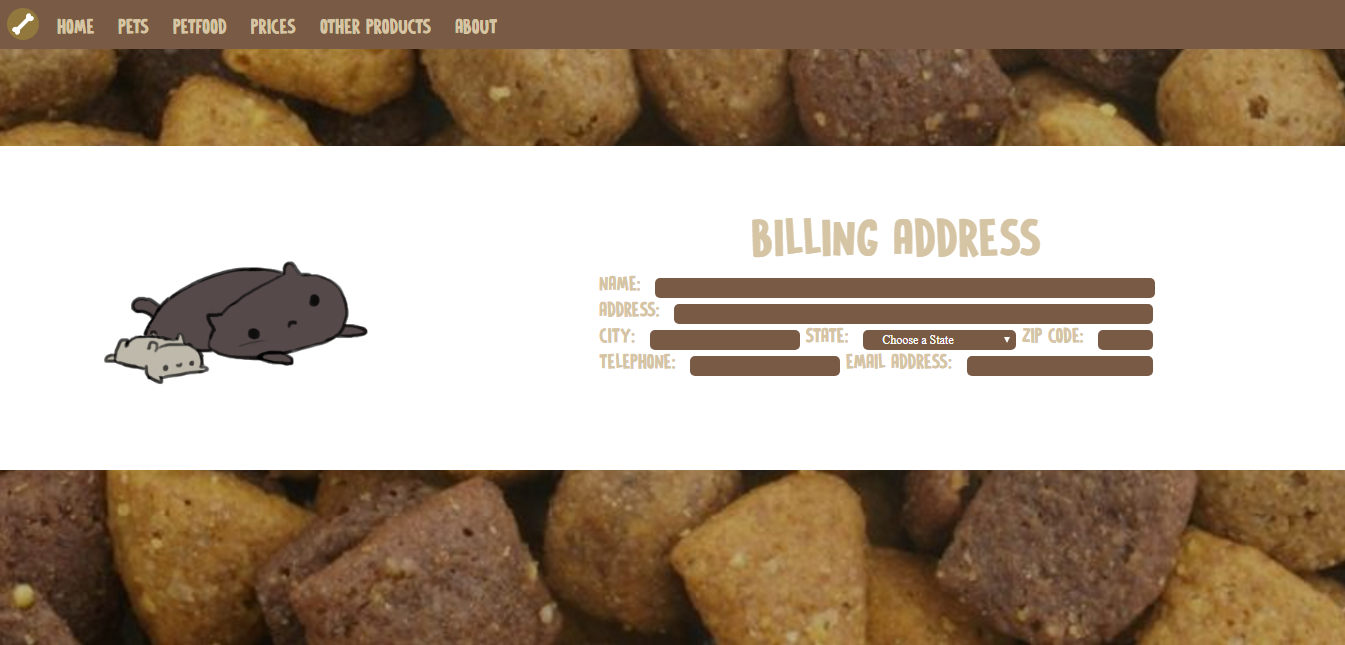 HOME PETS PETFOOD PRICES OTHER PRODUCTS ABOUT
BILLING ADDRESS
NAME:
ADDRESS:
CITY: STATE: Choose a State ZIP CODE:
TELEPHONE: EMAIL ADDRESS: